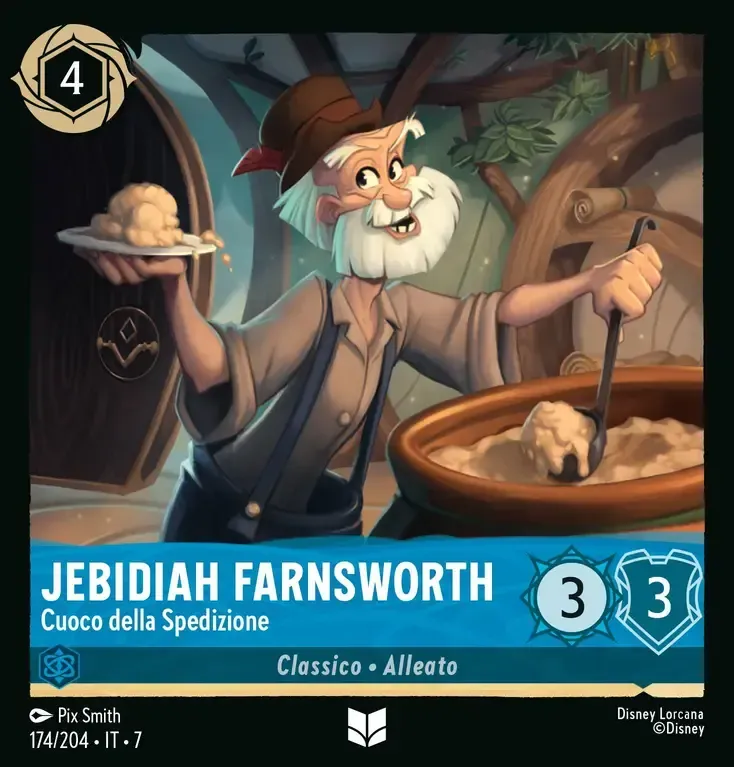 4
JEBIDIAH FARNSWORTH
Cuoco della Spedizione
3
3
Classico • Alleato
Pix Smith
174/204 • IT • 7
Disney Lorcana
©Disney